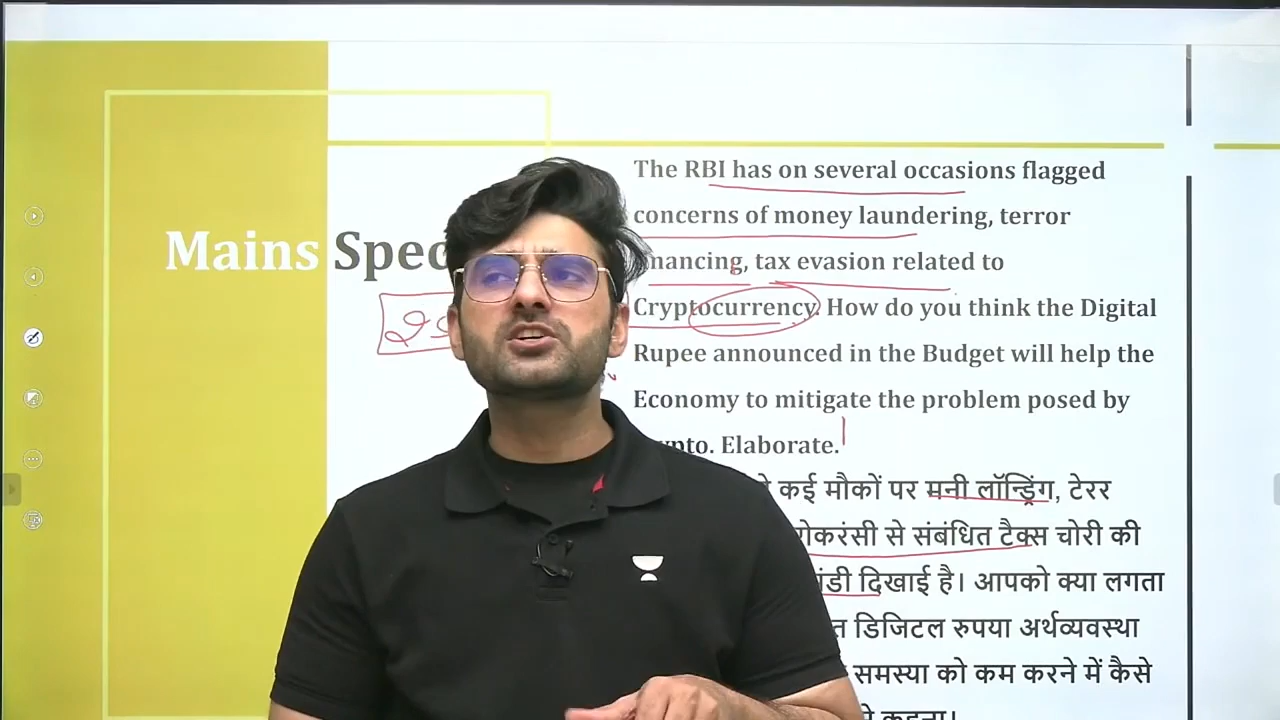 Mains Spec
The RBI has on several occasions flagged
concerns of money laundering, terror
nancing, tax evasion related to
Cryptocurrency. How do you think the Digital
Rupee announced in the Budget will help the
Economy to mitigate the problem posed by
pto. Elaborate.
कई मौकों पर मनी लॉन्ड्रिंग, टेरर
ोकरंसी से संबंधित टैक्स चोरी की
ंडी दिखाई है। आपको क्या लगता
त डिजिटल रुपया अर्थव्यवस्था
समस्या को कम करने में कैसे